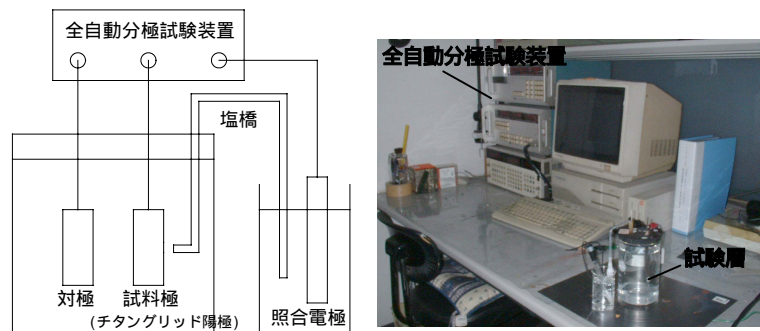 全自動分極試験装置
塩橋
対極
試料極
(チタングリッド陽極)
照合電極
全自動分極試験装置
試験層